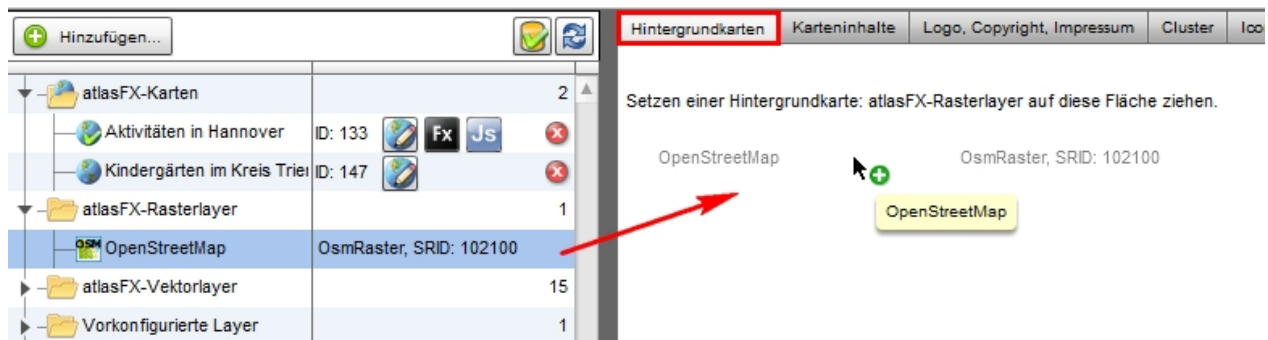 Hinzufügen...
atlasFX-Karten 2
Aktivitäten in Hannover ID: 133 Fx Js
Kindergärten im Kreis Trier ID: 147
atlasFX-Rasterlayer 1
OSM OpenStreetMap OsmRaster, SRID: 102100
atlasFX-Vektorlayer 15
Vorkonfigurierte Layer 1
Hintergrundkarten Karteninhalte Logo, Copyright, Impressum Cluster
Setzen einer Hintergrundkarte: atlasFX-Rasterlayer auf diese Fläche ziehen.
OpenStreetMap OsmRaster, SRID: 102100
OpenStreetMap